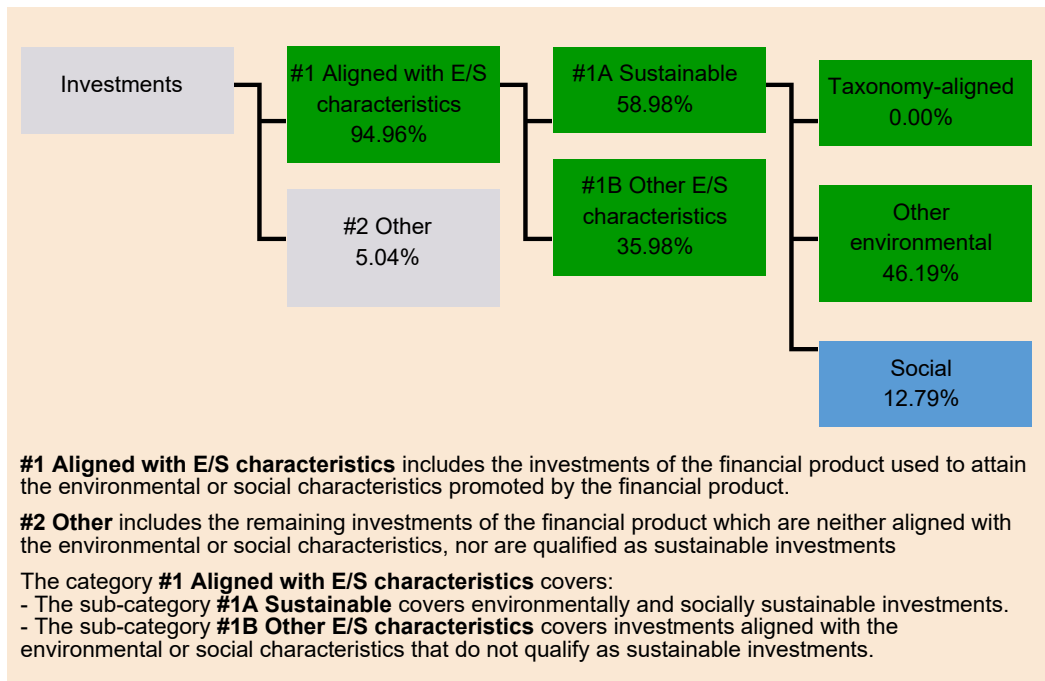 Investments
#1 Aligned with E/S
characteristics
94.96%
#2 Other
5.04%
#1A Sustainable
58.98%
#1B Other E/S
characteristics
35.98%
Taxonomy-aligned
0.00%
Other
environmental
46.19%
Social
12.79%
#1 Aligned with E/S characteristics includes the investments of the financial product used to attain
the environmental or social characteristics promoted by the financial product.
#2 Other includes the remaining investments of the financial product which are neither aligned with
the environmental or social characteristics, nor are qualified as sustainable investments
The category #1 Aligned with E/S characteristics covers:
- The sub-category #1A Sustainable covers environmentally and socially sustainable investments.
- The sub-category #1B Other E/S characteristics covers investments aligned with the
environmental or social characteristics that do not qualify as sustainable investments.